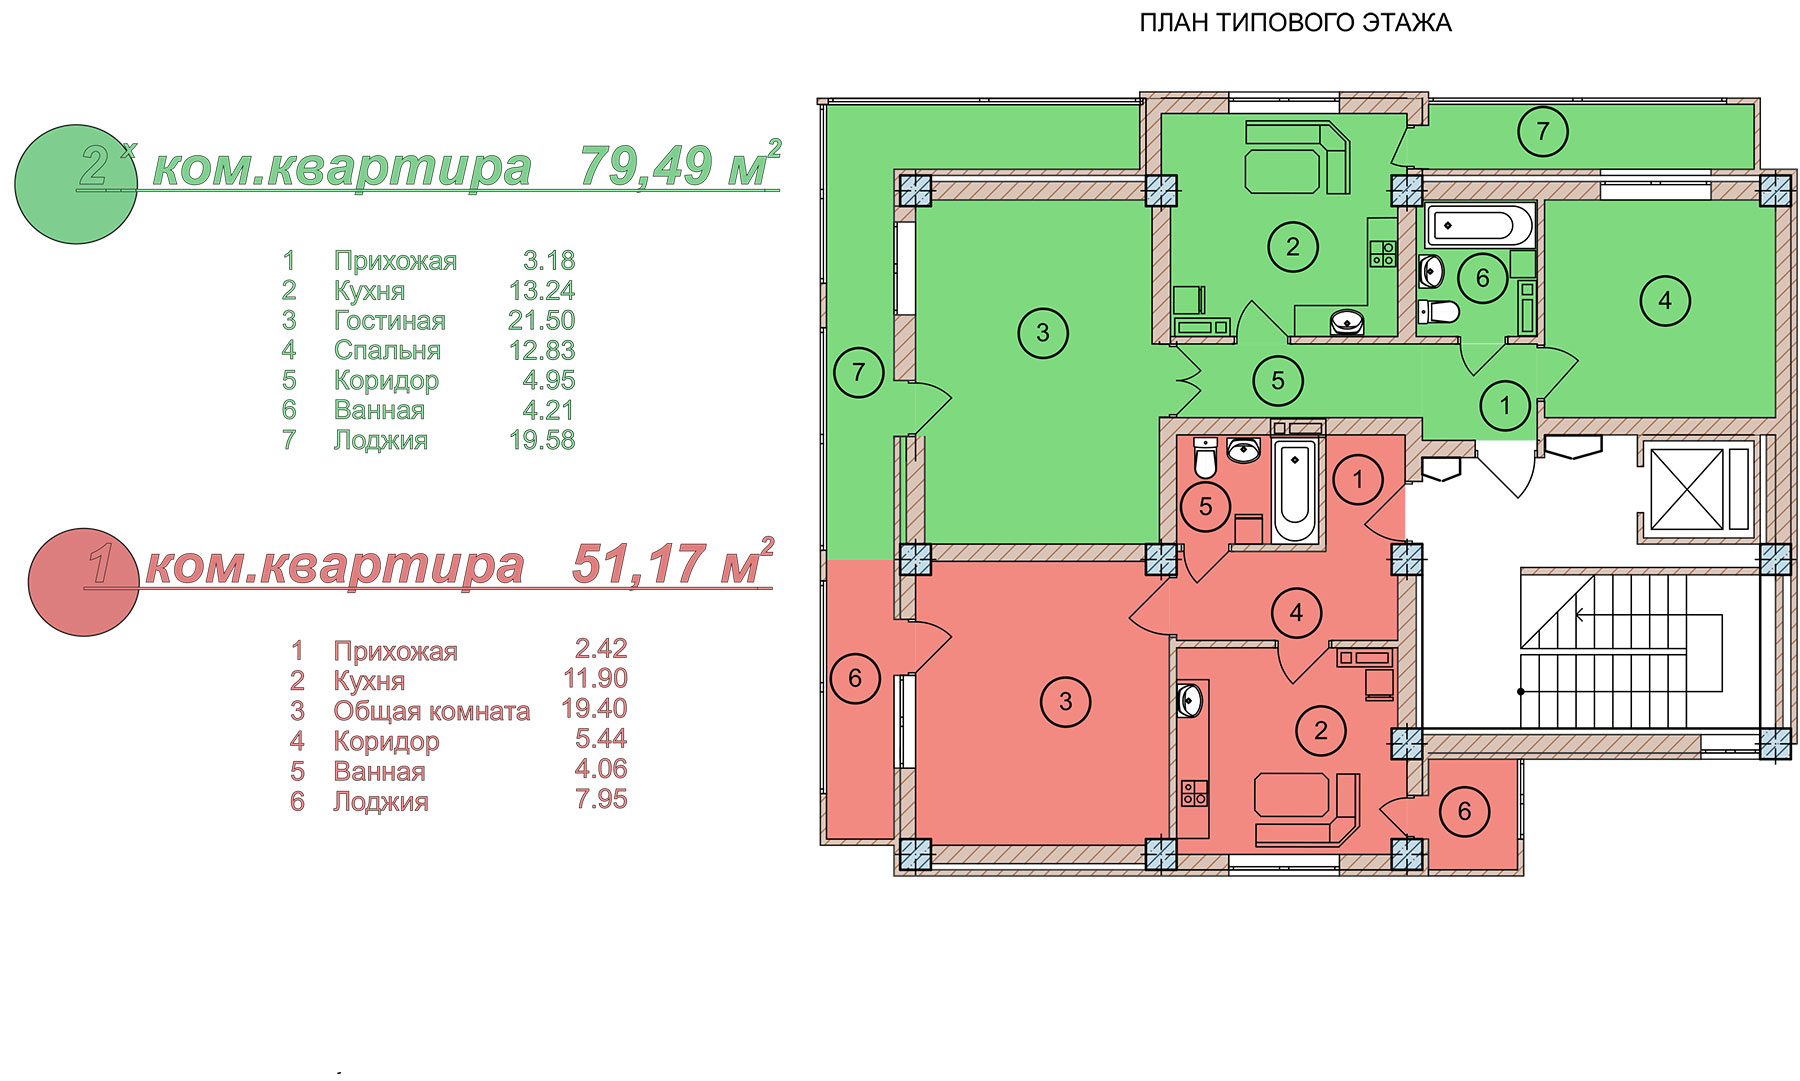 ПЛАН ТИПОВОГО ЭТАЖА
2х ком.квартира 79,49 м2
1 Прихожая 3.18
2 Кухня 13.24
3 Гостиная 21.50
4 Спальня 12.83
5 Коридор 4.95
6 Ванная 4.21
7 Лоджия 19.58
1 ком.квартира 51,17 м2
1 Прихожая 2.42
2 Кухня 11.90
3 Общая комната 19.40
4 Коридор 5.44
5 Ванная 4.06
6 Лоджия 7.95
7
2
6
4
3
7
5
1
1
5
4
6
3
2
6